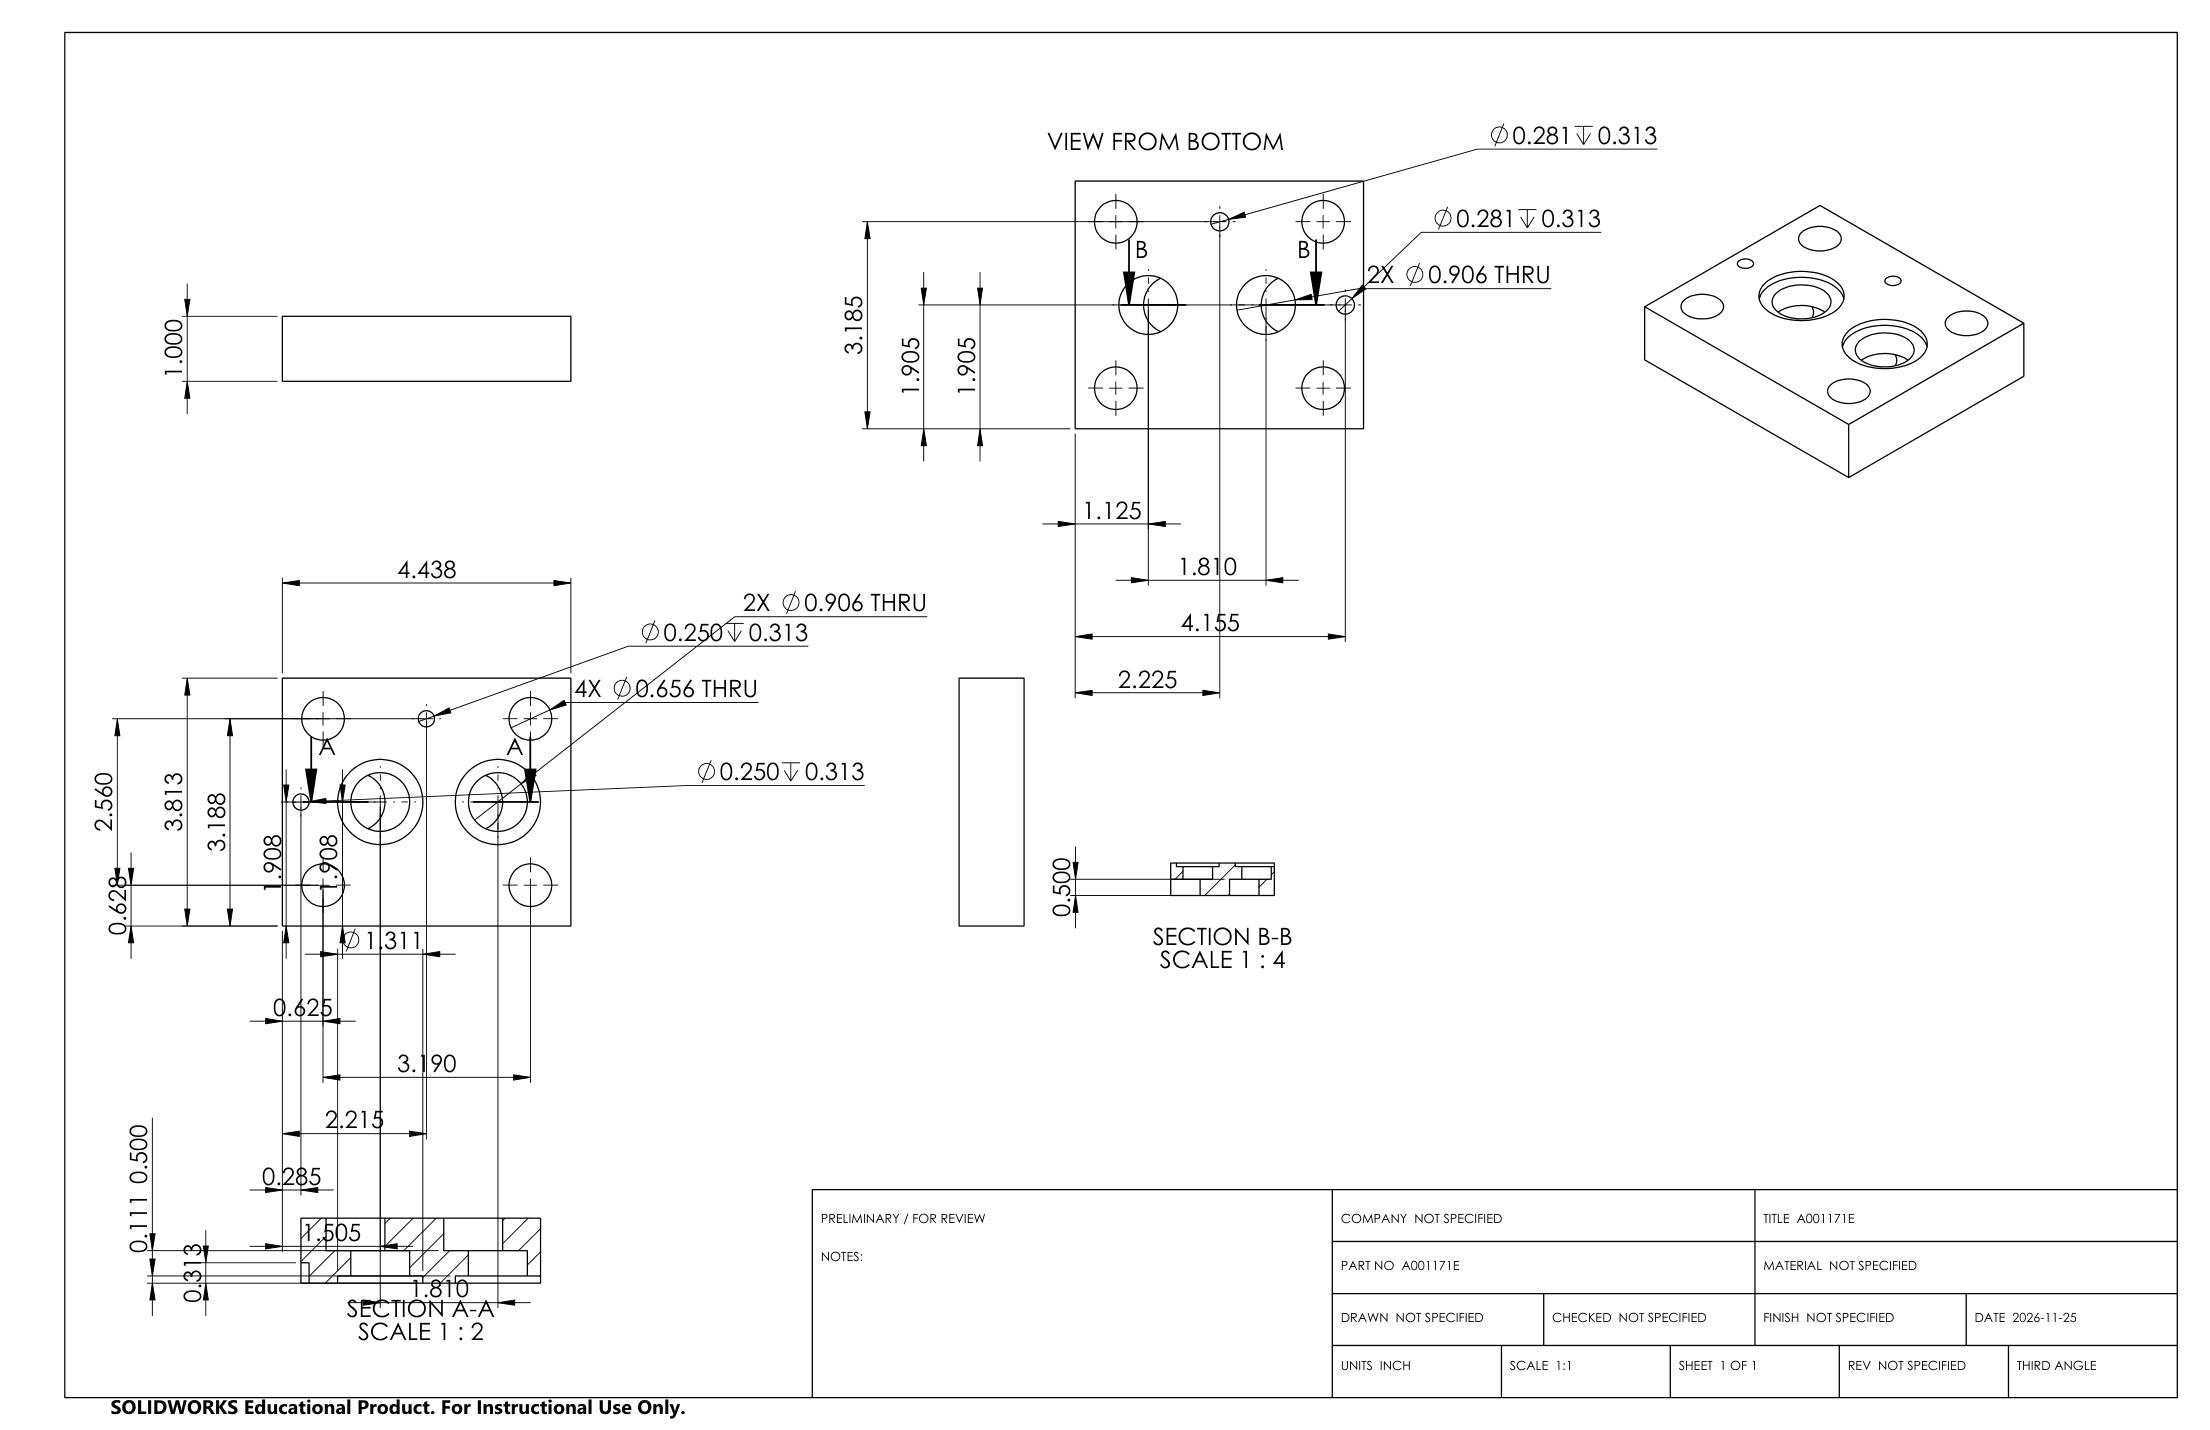 VIEW FROM BOTTOM
∅0.281↧0.313
∅0.281↧0.313
2X ∅0.906 THRU
B
B
3.185
1.905
1.905
1.125
1.810
4.155
2.225
1.000
4.438
2X ∅0.906 THRU
∅0.250↧0.313
4X ∅0.656 THRU
∅0.250↧0.313
A
A
2.560
3.813
3.188
1.908
1.908
0.628
∅1.311
0.625
3.190
2.215
0.285
1.505
1.810
0.111
0.500
0.313
SECTION A-A
SCALE 1 : 2
0.500
SECTION B-B
SCALE 1 : 4
PRELIMINARY / FOR REVIEW
NOTES:
COMPANY NOT SPECIFIED
TITLE A001171E
PART NO A001171E
MATERIAL NOT SPECIFIED
DRAWN NOT SPECIFIED
CHECKED NOT SPECIFIED
FINISH NOT SPECIFIED
DATE 2026-11-25
UNITS INCH
SCALE 1:1
SHEET 1 OF 1
REV NOT SPECIFIED
THIRD ANGLE
SOLIDWORKS Educational Product. For Instructional Use Only.